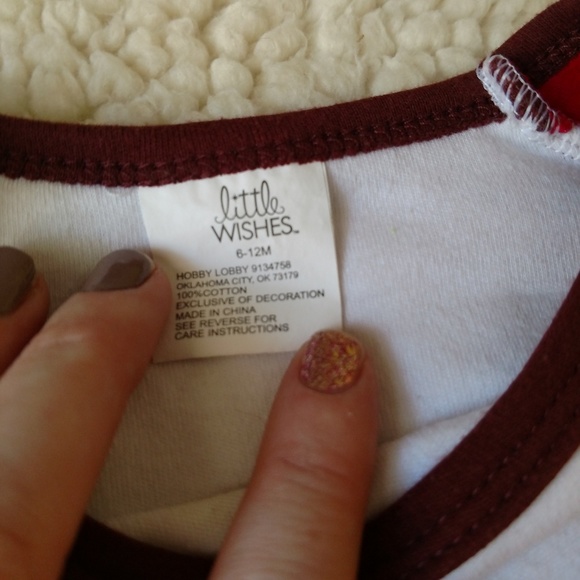 little
WISHES™
6-12M
HOBBY LOBBY 9134758
OKLAHOMA CITY, OK 73179
100%COTTON
EXCLUSIVE OF DECORATION
MADE IN CHINA
SEE REVERSE FOR
CARE INSTRUCTIONS